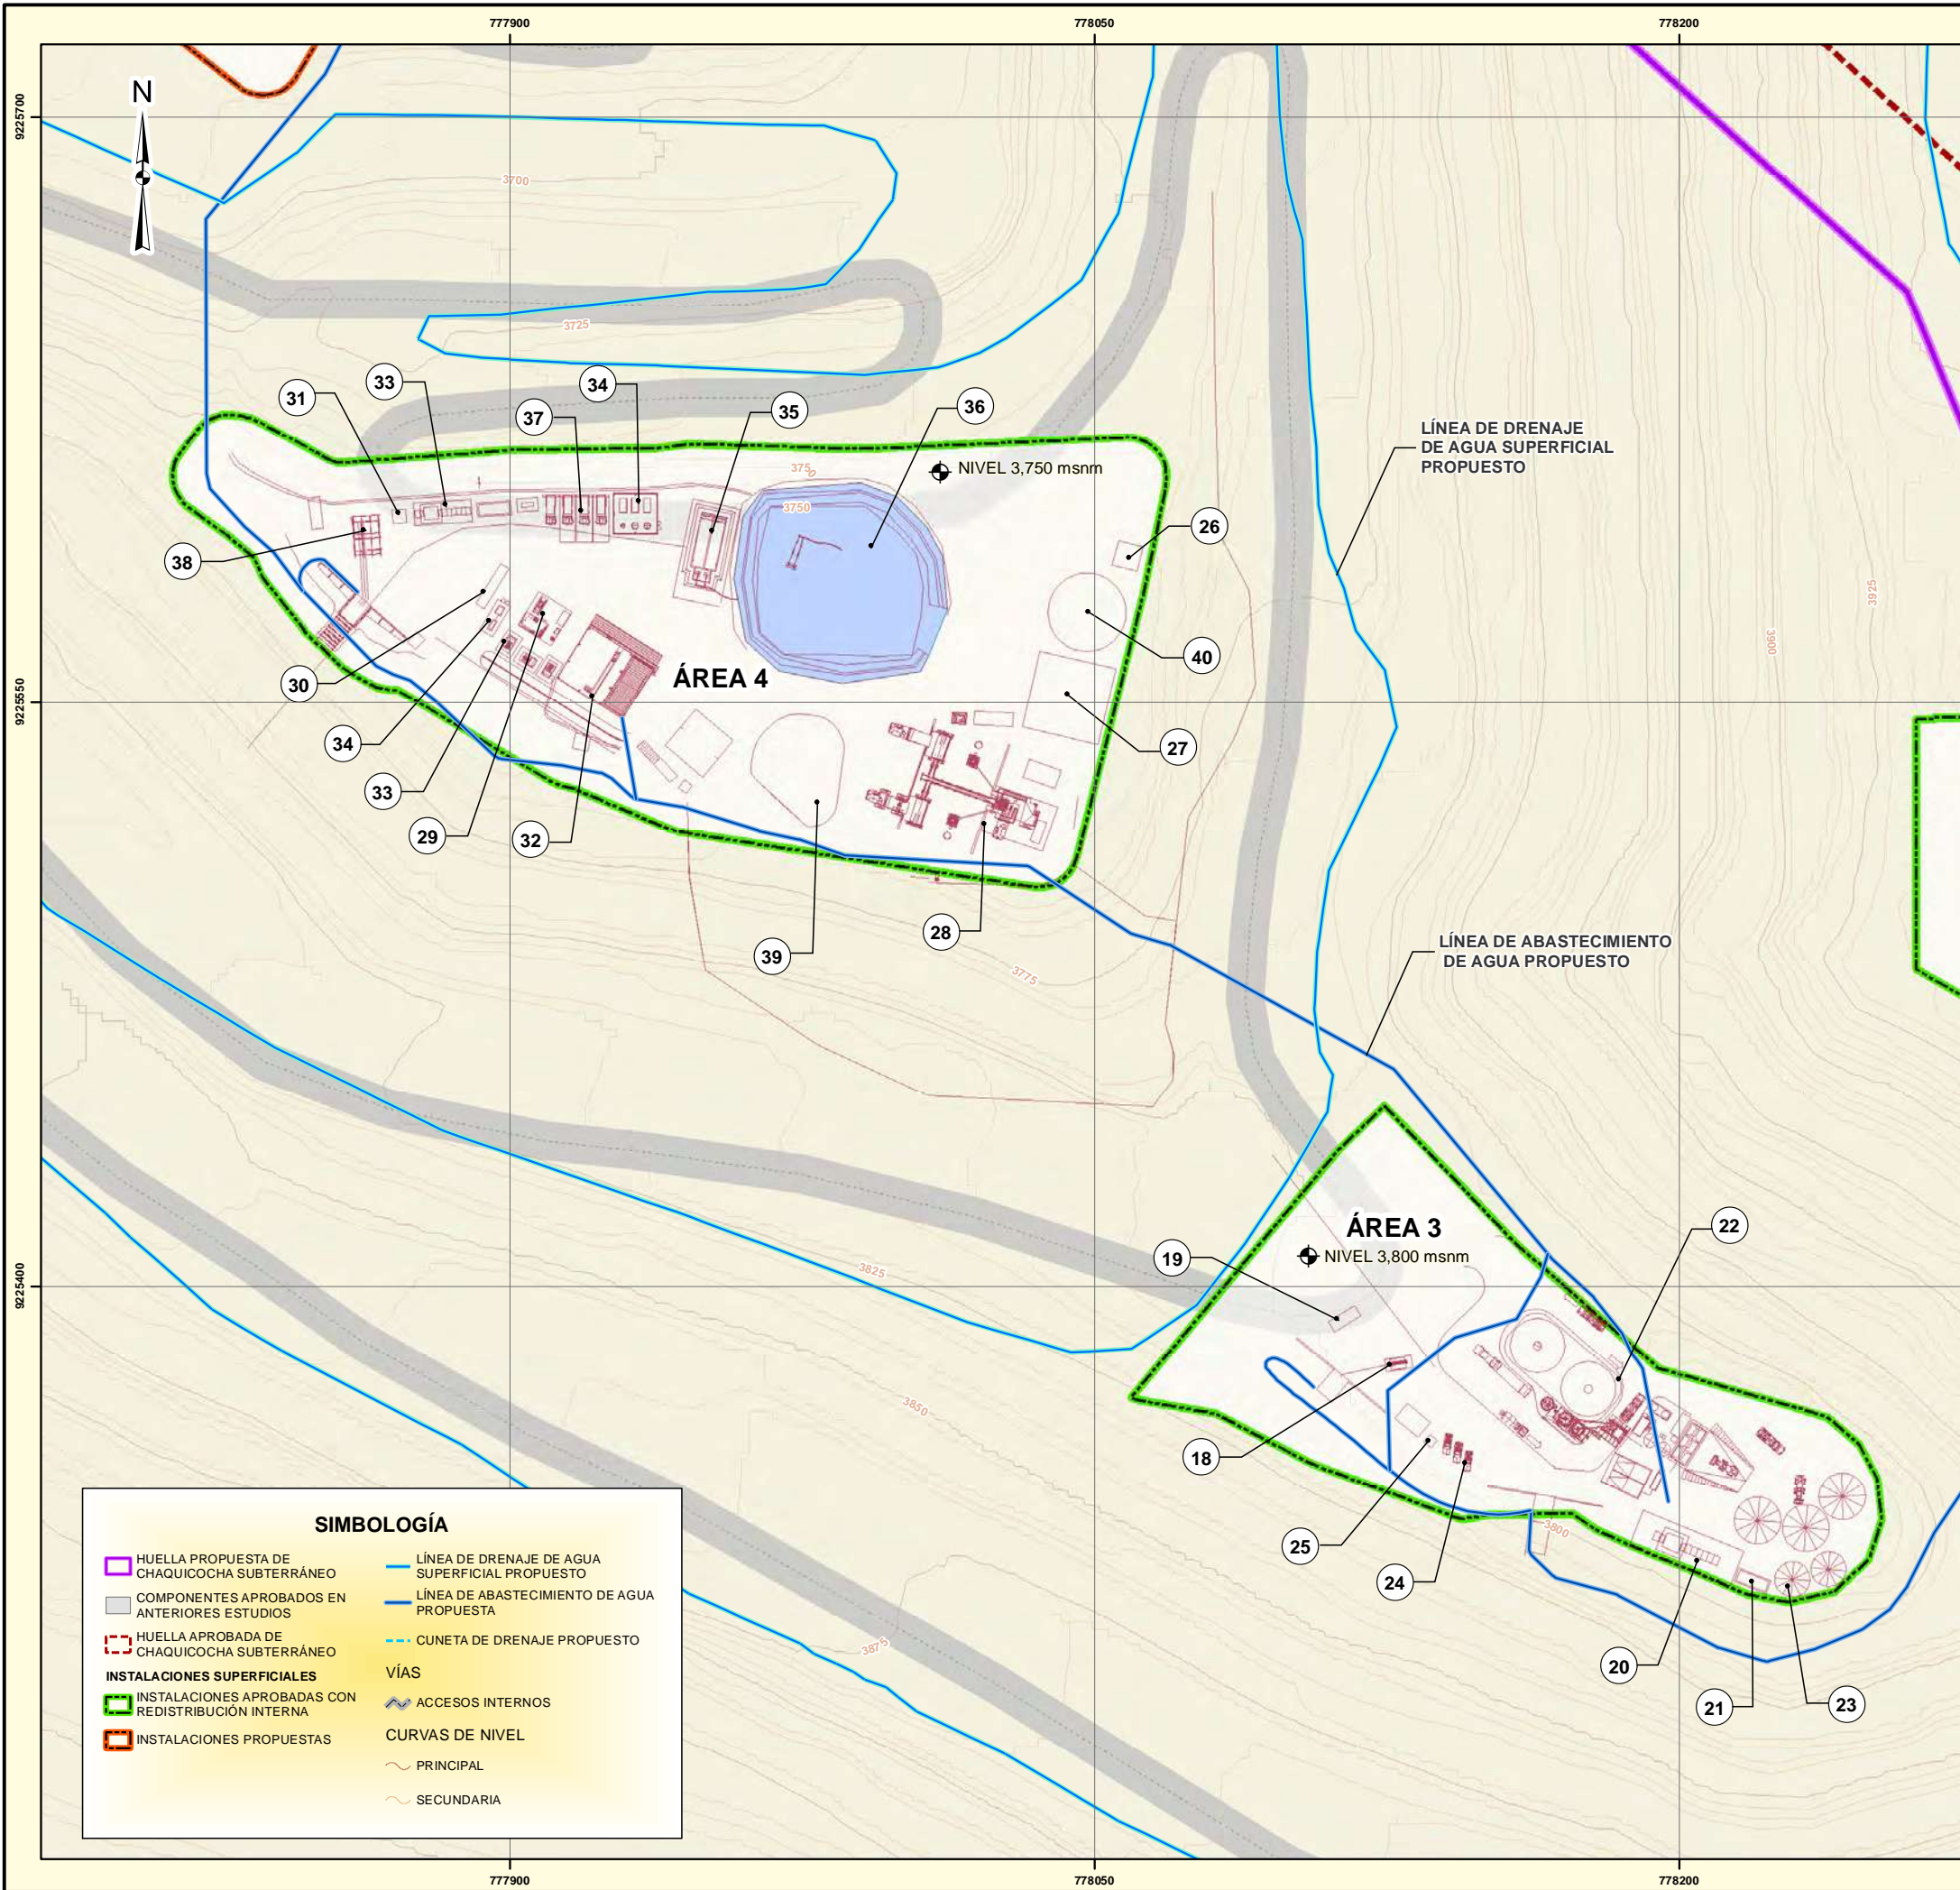 777900
778050
778200
9225700
N
3700
3725
31
33
37
34
35
36
NIVEL 3,750 msnm
3750
3750
38
26
LÍNEA DE DRENAJE
DE AGUA SUPERFICIAL
PROPUESTO
3925
3900
ÁREA 4
40
30
9225550
34
27
33
29
32
28
39
3775
LÍNEA DE ABASTECIMIENTO
DE AGUA PROPUESTO
ÁREA 3
NIVEL 3,800 msnm
22
19
3825
9225400
3850
18
25
24
3800
20
21
23
3875
SIMBOLOGÍA
HUELLA PROPUESTA DE
CHAQUICOCHA SUBTERRÁNEO
COMPONENTES APROBADOS EN
ANTERIORES ESTUDIOS
HUELLA APROBADA DE
CHAQUICOCHA SUBTERRÁNEO
INSTALACIONES SUPERFICIALES
INSTALACIONES APROBADAS CON
REDISTRIBUCIÓN INTERNA
INSTALACIONES PROPUESTAS
LÍNEA DE DRENAJE DE AGUA
SUPERFICIAL PROPUESTO
LÍNEA DE ABASTECIMIENTO DE AGUA
PROPUESTA
CUNETA DE DRENAJE PROPUESTO
VÍAS
ACCESOS INTERNOS
CURVAS DE NIVEL
PRINCIPAL
SECUNDARIA
777900
778050
778200